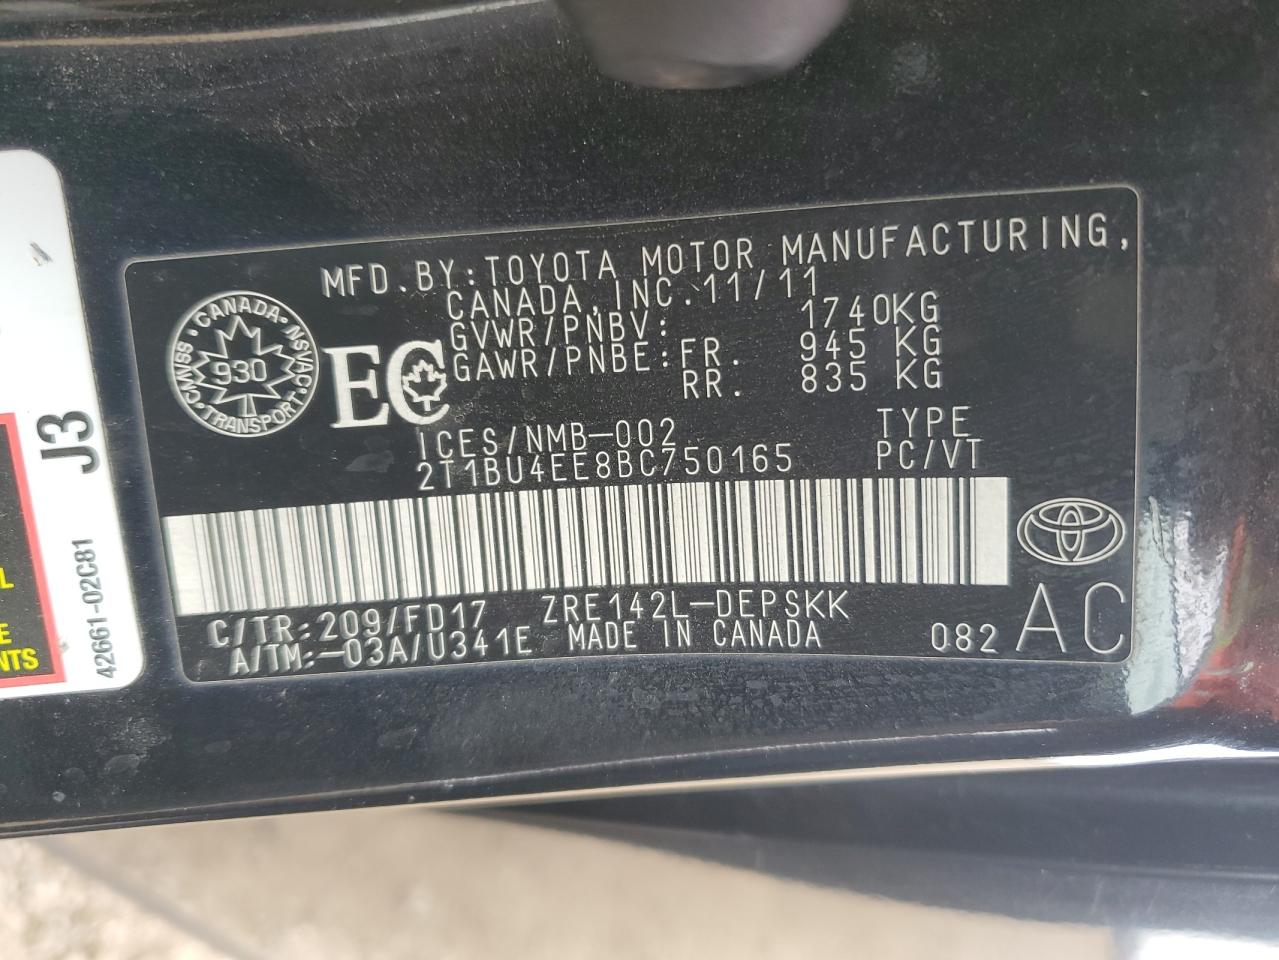 MFD.BY:TOYOTA MOTOR MANUFACTURING,
CANADA,INC.11/11
GVWR/PNBV: 1740KG
GAWR/PNBE:FR. 945 KG
RR. 835 KG
CANADA
930
TRANSPORT
CMVSS
NSVAC
EC
ICES/NMB-002 TYPE
2T1BU4EE8BC750165 PC/VT
C/TR:209/FD17 ZRE142L-DEPSKK
A/TM:-03A/U341E MADE IN CANADA 082 AC
J3
42661-02C81